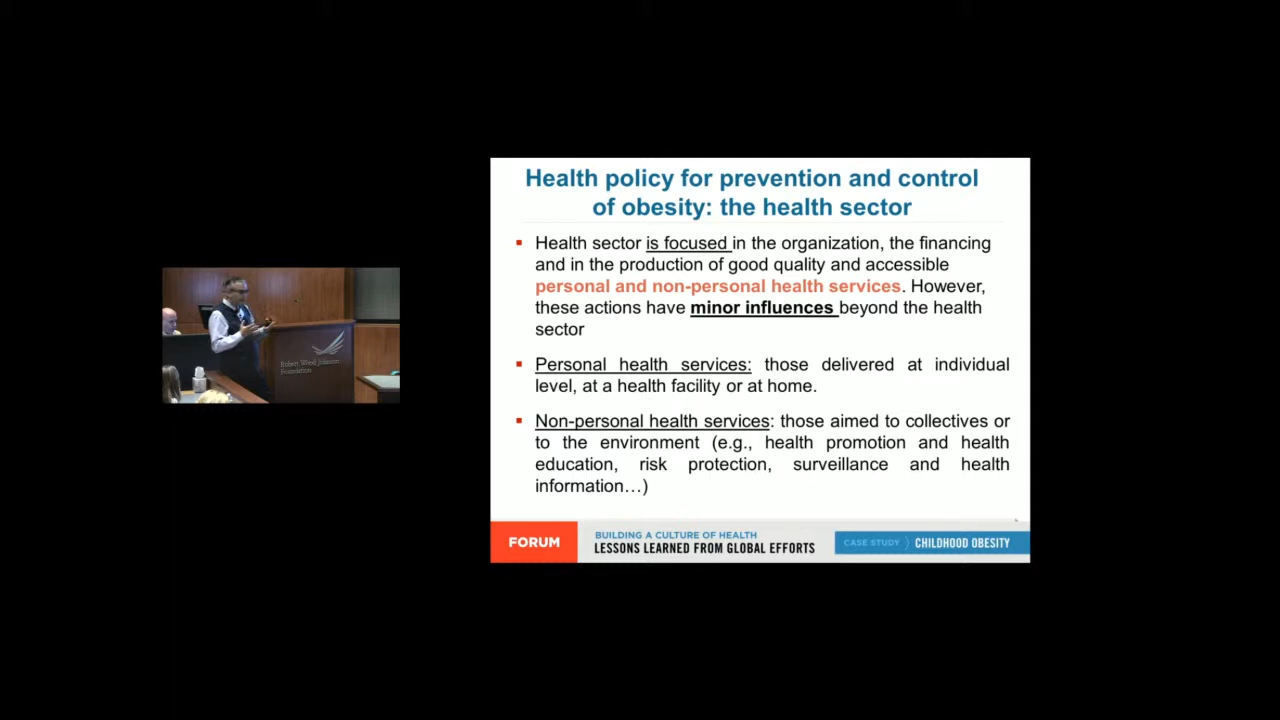 Health policy for prevention and control
of obesity: the health sector
▪ Health sector is focused in the organization, the financing
and in the production of good quality and accessible
personal and non-personal health services. However,
these actions have minor influences beyond the health
sector
▪ Personal health services: those delivered at individual
level, at a health facility or at home.
▪ Non-personal health services: those aimed to collectives or
to the environment (e.g., health promotion and health
education, risk protection, surveillance and health
information…)
Robert Wood Johnson
Foundation
FORUM
BUILDING A CULTURE OF HEALTH
LESSONS LEARNED FROM GLOBAL EFFORTS
CASE STUDY 〉 CHILDHOOD OBESITY